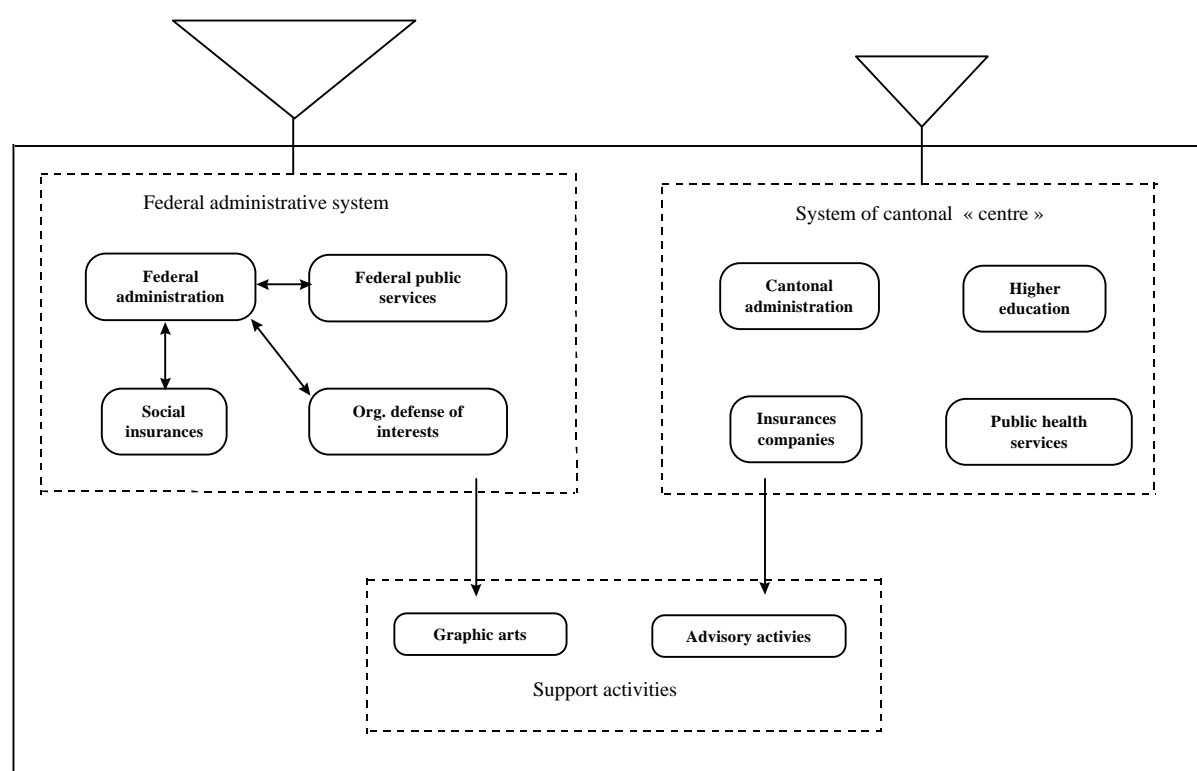 Federal administrative system
Federal
administration
Federal public
services
Social
insurances
Org. defense of
interests
System of cantonal « centre »
Cantonal
administration
Higher
education
Insurances
companies
Public health
services
Graphic arts
Advisory activies
Support activities